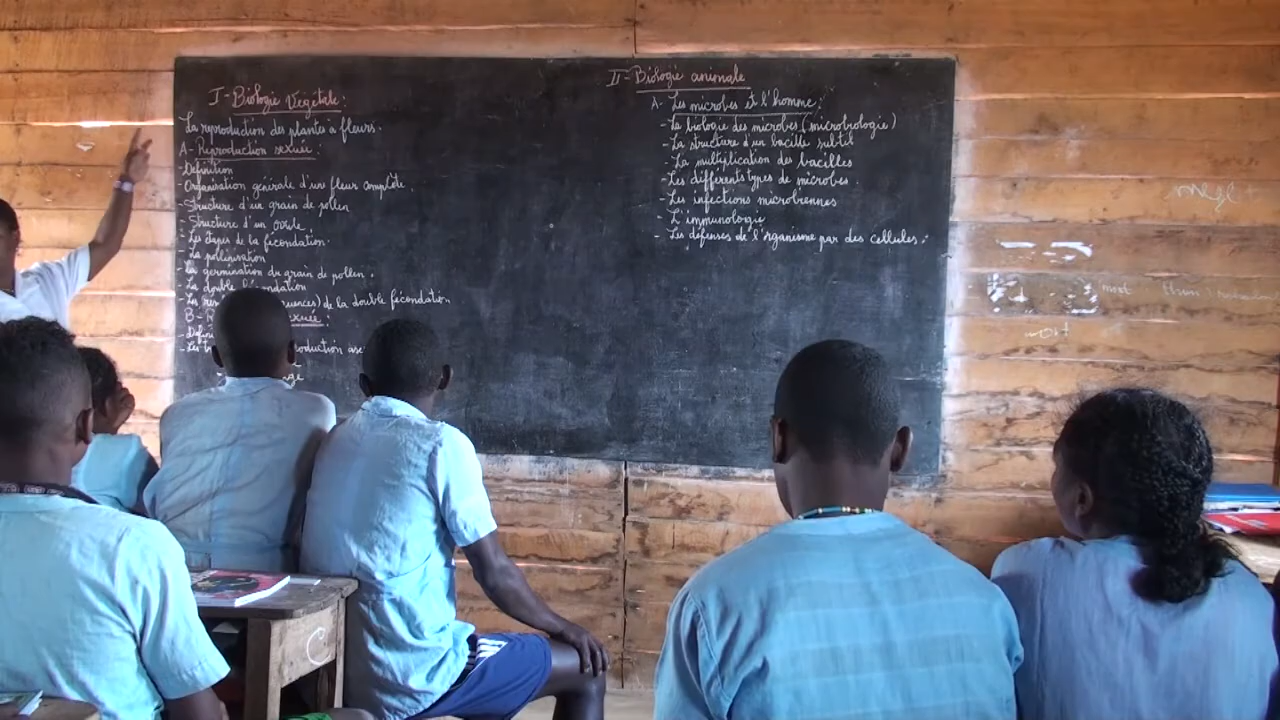 I - Biologie Végétale :
La reproduction des plantes à fleurs.
A - Reproduction sexuée :
- Définition
- Organisation générale d'une fleur complète.
- Structure d'un grain de pollen
- Structure d'un ovule.
- Les étapes de la fécondation.
- La pollinisation
- La germination du grain de pollen.
- La double
- Les de la double fécondation
B -
-
- Les
II - Biologie animale
A - Les microbes et l'homme :
- La biologie des microbes (microbiologie)
- La structure d'un bacille subtil
- La multiplication des bacilles
- Les différents types de microbes
- Les infections microbiennes
- L'immunologie
- Les défenses de l'organisme par des cellules.